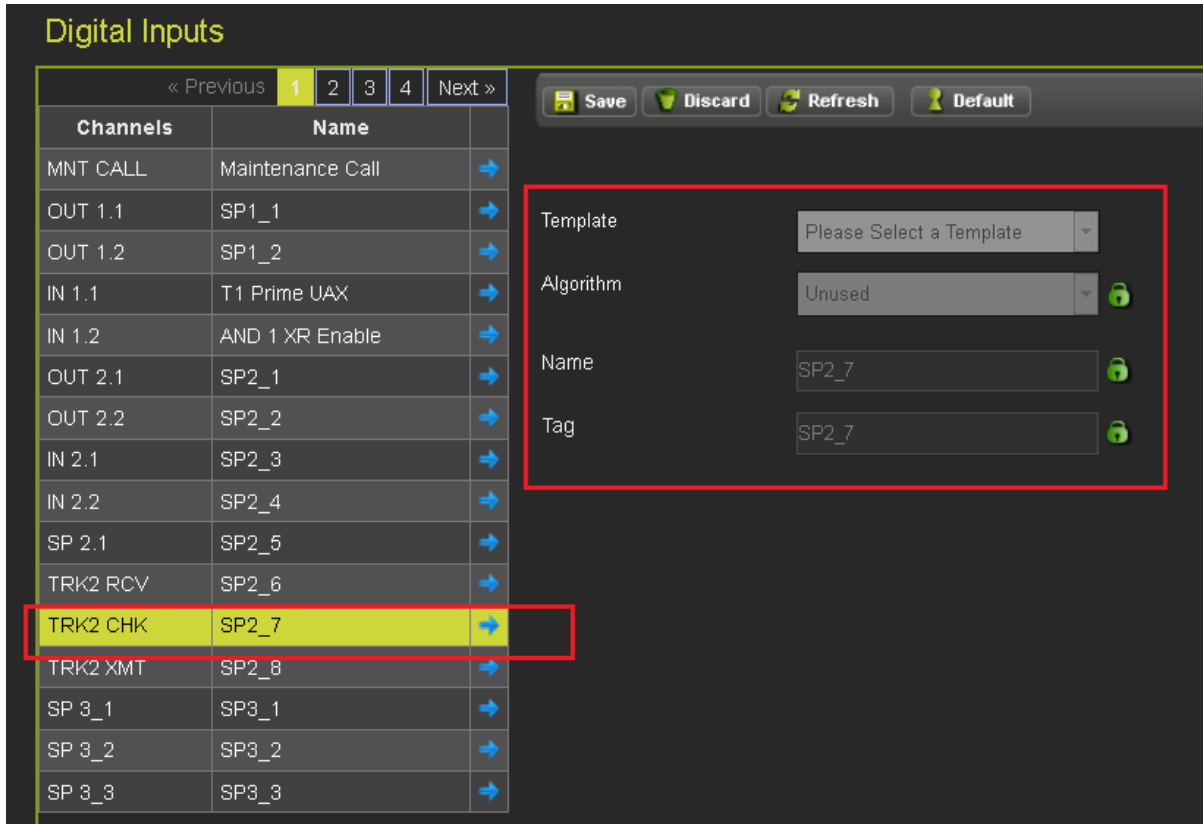 Digital Inputs
« Previous 1 2 3 4 Next »
Save Discard Refresh Default
Channels Name
MNT CALL Maintenance Call
OUT 1.1 SP1_1
OUT 1.2 SP1_2
IN 1.1 T1 Prime UAX
IN 1.2 AND 1 XR Enable
OUT 2.1 SP2_1
OUT 2.2 SP2_2
IN 2.1 SP2_3
IN 2.2 SP2_4
SP 2.1 SP2_5
TRK2 RCV SP2_6
TRK2 CHK SP2_7
TRK2 XMT SP2_8
SP 3_1 SP3_1
SP 3_2 SP3_2
SP 3_3 SP3_3
Template Please Select a Template
Algorithm Unused
Name SP2_7
Tag SP2_7